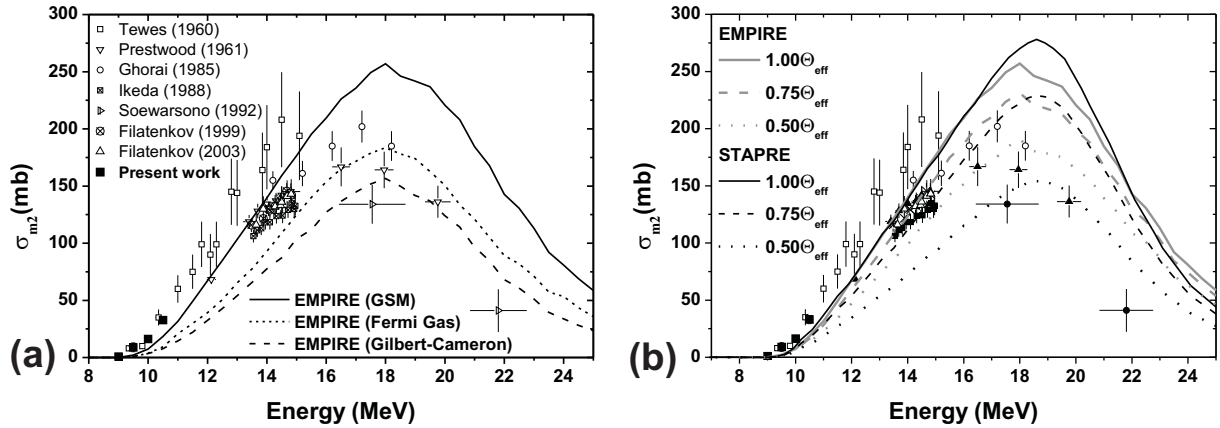 300
250
200
150
100
50
0
σm2(mb)
Tewes (1960)
Prestwood (1961)
Ghorai (1985)
Ikeda (1988)
Soewarsono (1992)
Filatenkov (1999)
Filatenkov (2003)
Present work
EMPIRE (GSM)
EMPIRE (Fermi Gas)
EMPIRE (Gilbert-Cameron)
(a)
8 10 12 14 16 18 20 22 24
Energy (MeV)
300
250
200
150
100
50
0
σm2(mb)
EMPIRE
1.00Θeff
0.75Θeff
0.50Θeff
STAPRE
1.00Θeff
0.75Θeff
0.50Θeff
(b)
8 10 12 14 16 18 20 22 24
Energy (MeV)